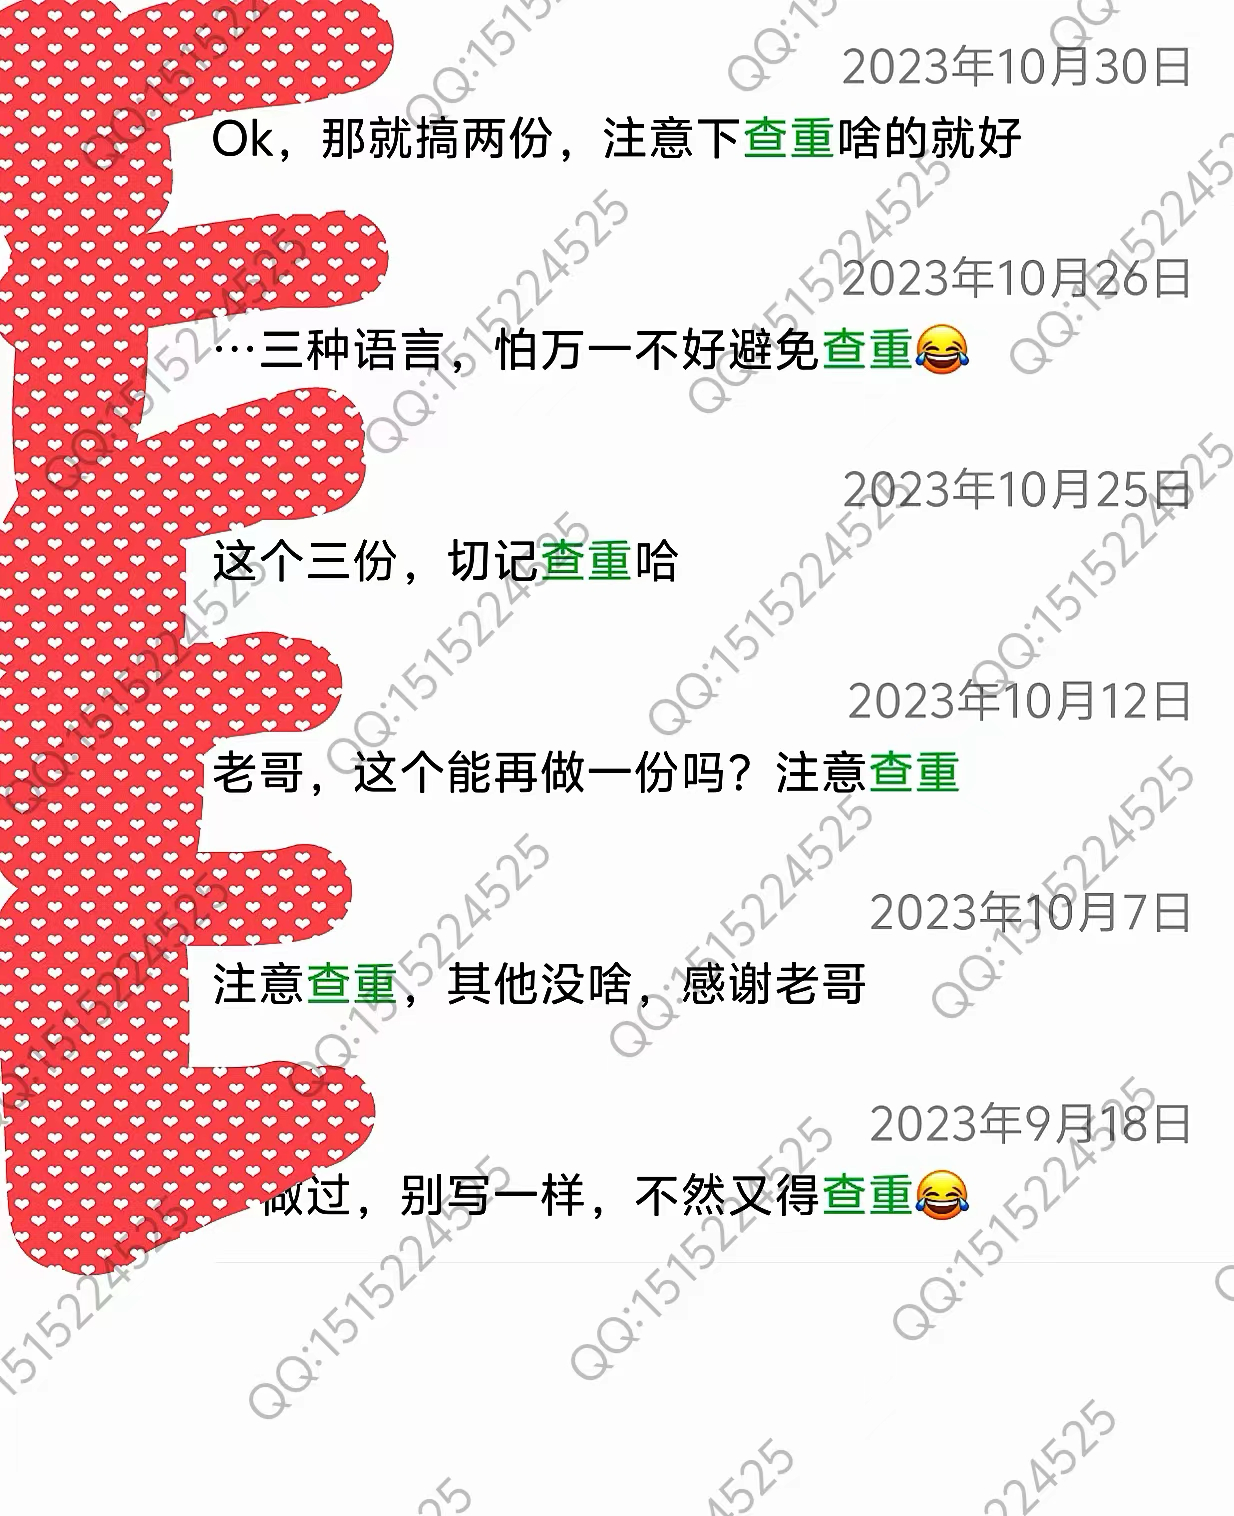 2023年10月30日
Ok，那就搞两份，注意下查重啥的就好
2023年10月26日
…三种语言，怕万一不好避免查重😂
2023年10月25日
这个三份，切记查重哈
2023年10月12日
老哥，这个能再做一份吗？注意查重
2023年10月7日
注意查重，其他没啥，感谢老哥
2023年9月18日
做过，别写一样，不然又得查重😂
QQ:1515224525